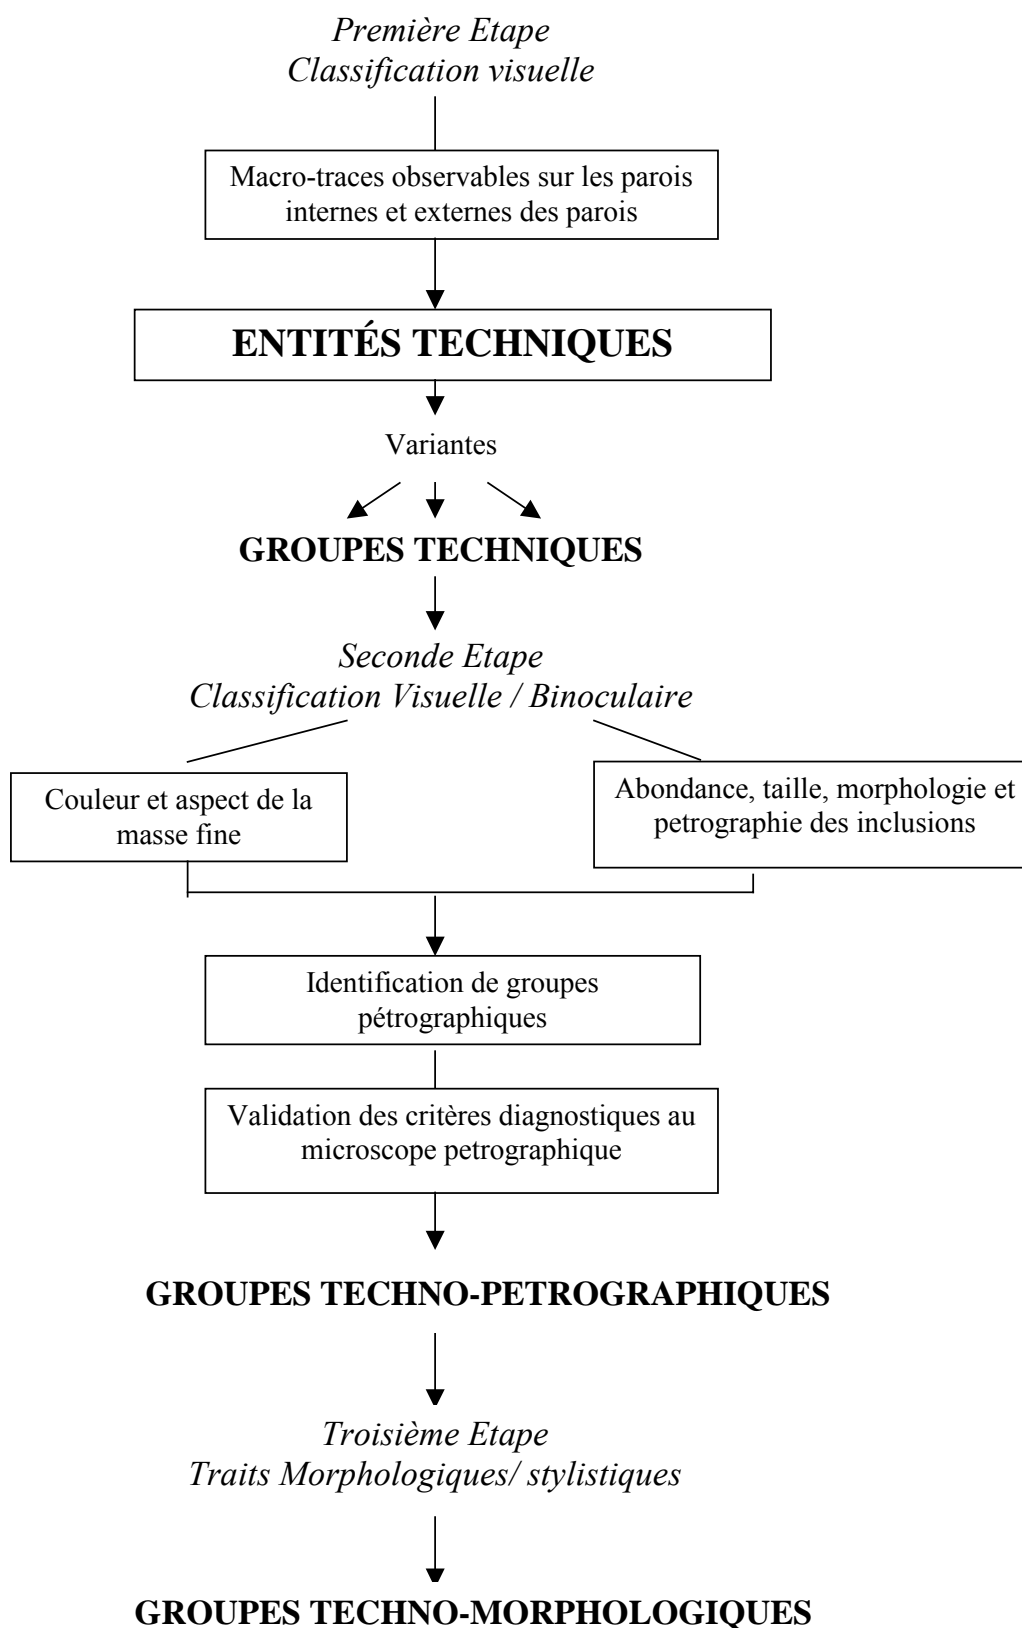 Première Etape
Classification visuelle
Macro-traces observables sur les parois
internes et externes des parois
ENTITÉS TECHNIQUES
Variantes
GROUPES TECHNIQUES
Seconde Etape
Classification Visuelle / Binoculaire
Couleur et aspect de la
masse fine
Abondance, taille, morphologie et
petrographie des inclusions
Identification de groupes
pétrographiques
Validation des critères diagnostiques au
microscope petrographique
GROUPES TECHNO-PETROGRAPHIQUES
Troisième Etape
Traits Morphologiques/ stylistiques
GROUPES TECHNO-MORPHOLOGIQUES